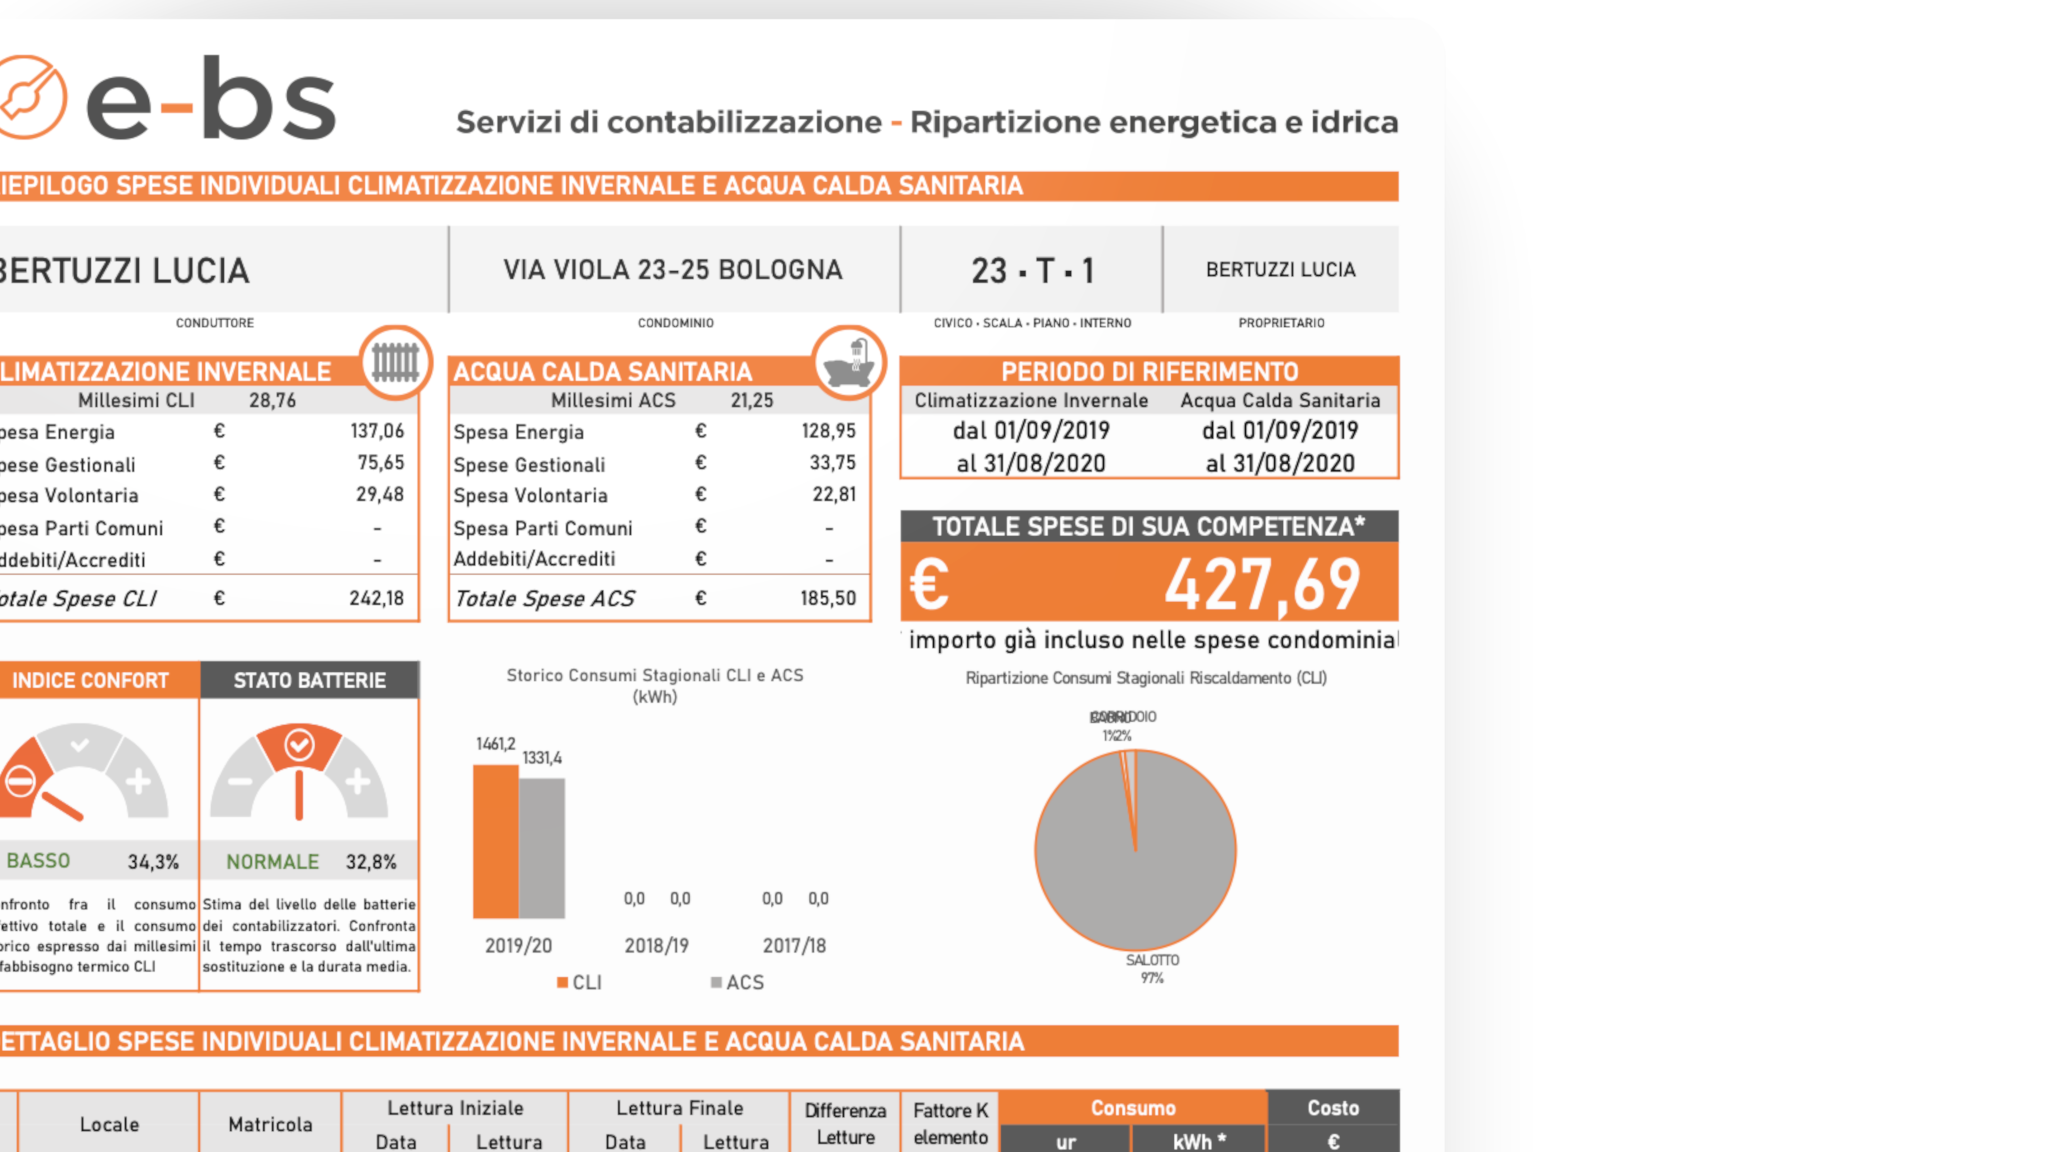 e-bs
Servizi di contabilizzazione - Ripartizione energetica e idrica
IEPILOGO SPESE INDIVIDUALI CLIMATIZZAZIONE INVERNALE E ACQUA CALDA SANITARIA
BERTUZZI LUCIA
VIA VIOLA 23-25 BOLOGNA
23 · T · 1
BERTUZZI LUCIA
CONDUTTORE
CONDOMINIO
CIVICO - SCALA - PIANO - INTERNO
PROPRIETARIO
LIMATIZZAZIONE INVERNALE
Millesimi CLI 28,76
pesa Energia € 137,06
pese Gestionali € 75,65
pesa Volontaria € 29,48
pesa Parti Comuni € -
ddebiti/Accrediti € -
otale Spese CLI € 242,18
ACQUA CALDA SANITARIA
Millesimi ACS 21,25
Spesa Energia € 128,95
Spese Gestionali € 33,75
Spesa Volontaria € 22,81
Spesa Parti Comuni € -
Addebiti/Accrediti € -
Totale Spese ACS € 185,50
PERIODO DI RIFERIMENTO
Climatizzazione Invernale Acqua Calda Sanitaria
dal 01/09/2019 dal 01/09/2019
al 31/08/2020 al 31/08/2020
TOTALE SPESE DI SUA COMPETENZA*
€ 427,69
importo già incluso nelle spese condominial
INDICE CONFORT
BASSO 34,3%
nfronto fra il consumo
fettivo totale e il consumo
orico espresso dai millesimi
fabbisogno termico CLI
STATO BATTERIE
NORMALE 32,8%
Stima del livello delle batterie
dei contabilizzatori. Confronta
il tempo trascorso dall'ultima
sostituzione e la durata media.
Storico Consumi Stagionali CLI e ACS
(kWh)
1461,2
1331,4
0,0 0,0 0,0 0,0
2019/20 2018/19 2017/18
CLI ACS
Ripartizione Consumi Stagionali Riscaldamento (CLI)
CORRIDOIO
1% 2%
SALOTTO
97%
ETTAGLIO SPESE INDIVIDUALI CLIMATIZZAZIONE INVERNALE E ACQUA CALDA SANITARIA
Locale
Matricola
Lettura Iniziale
Data Lettura
Lettura Finale
Data Lettura
Differenza
Letture
Fattore K
elemento
Consumo
ur kWh *
Costo
€